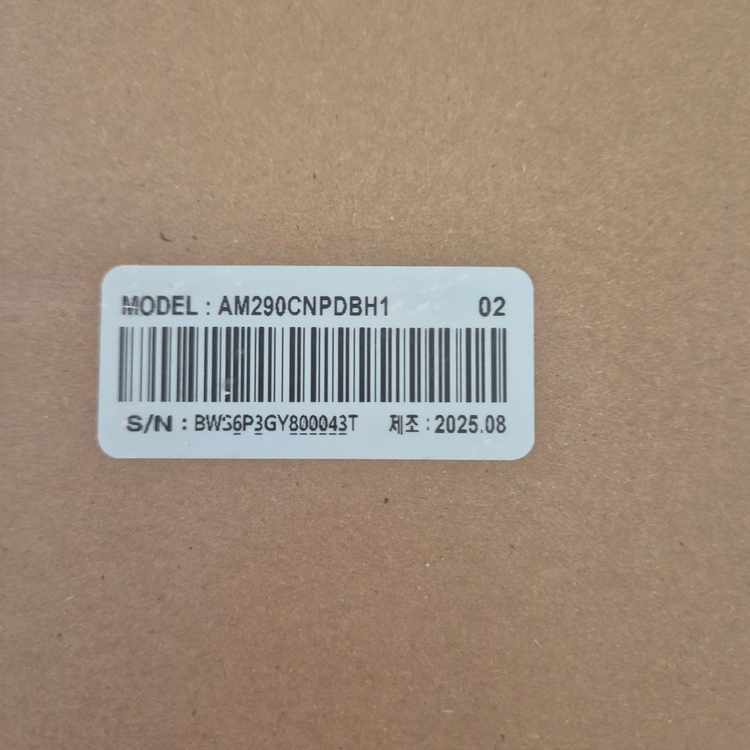 MODEL : AM290CNPDBH1 02
S/N : BWS6P3GY800043T 제조 : 2025.08